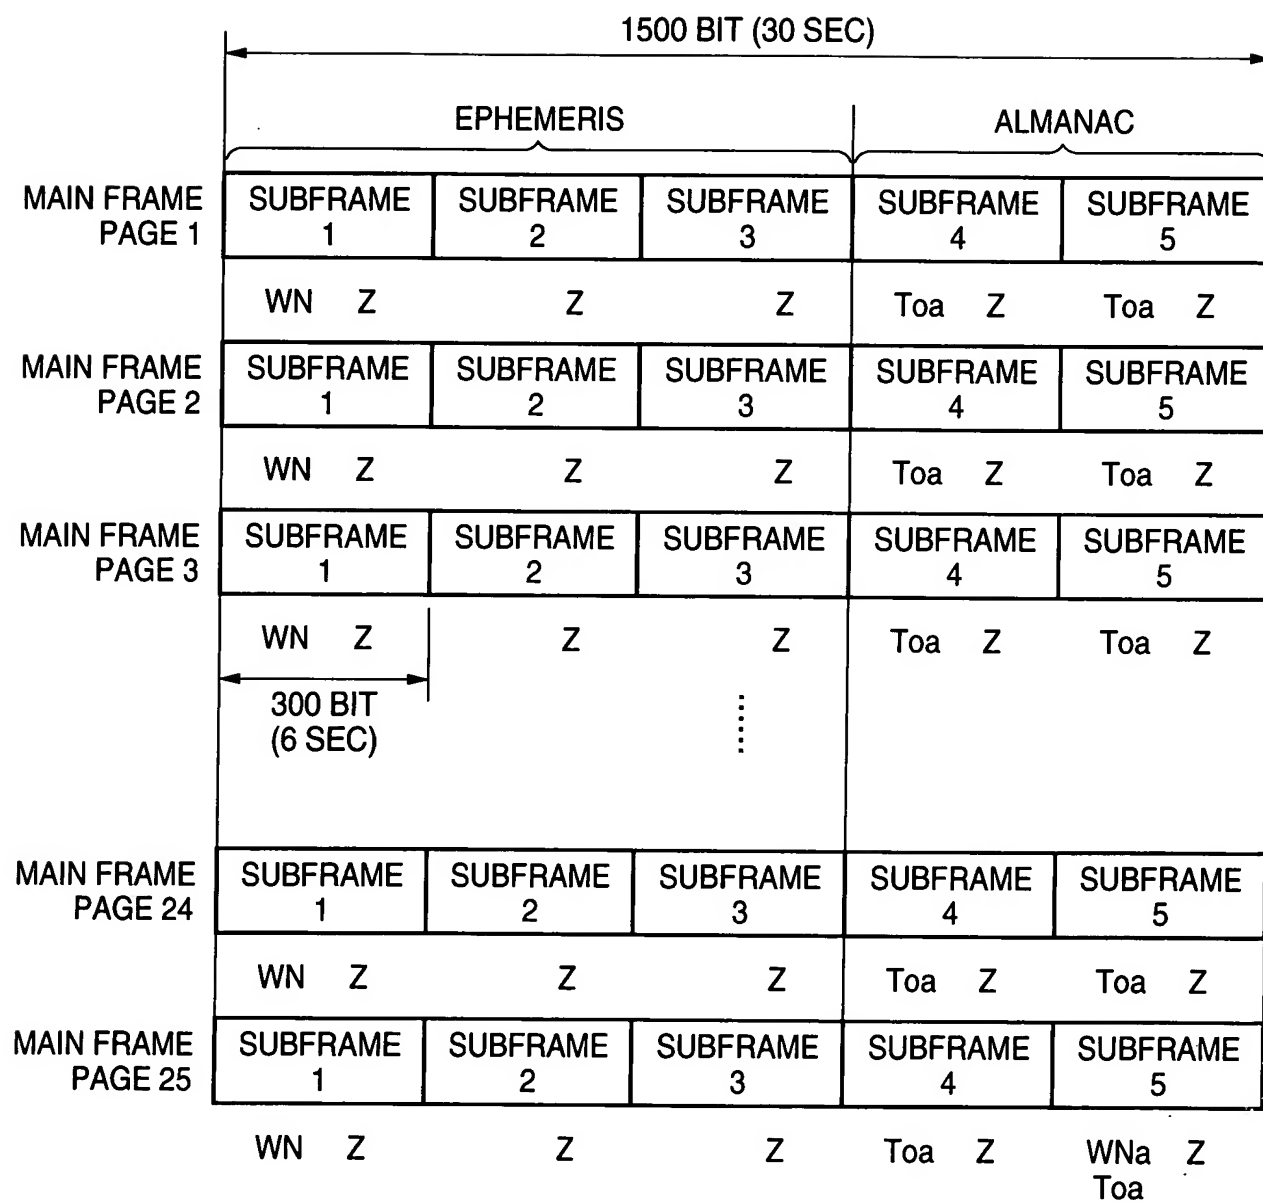 1500 BIT (30 SEC)
EPHEMERIS ALMANAC
MAIN FRAME PAGE 1
SUBFRAME 1 SUBFRAME 2 SUBFRAME 3 SUBFRAME 4 SUBFRAME 5
WN Z Z Z Toa Z Toa Z
MAIN FRAME PAGE 2
SUBFRAME 1 SUBFRAME 2 SUBFRAME 3 SUBFRAME 4 SUBFRAME 5
WN Z Z Z Toa Z Toa Z
MAIN FRAME PAGE 3
SUBFRAME 1 SUBFRAME 2 SUBFRAME 3 SUBFRAME 4 SUBFRAME 5
WN Z Z Z Toa Z Toa Z
300 BIT
(6 SEC)
MAIN FRAME PAGE 24
SUBFRAME 1 SUBFRAME 2 SUBFRAME 3 SUBFRAME 4 SUBFRAME 5
WN Z Z Z Toa Z Toa Z
MAIN FRAME PAGE 25
SUBFRAME 1 SUBFRAME 2 SUBFRAME 3 SUBFRAME 4 SUBFRAME 5
WN Z Z Z Toa Z WNa Z
Toa